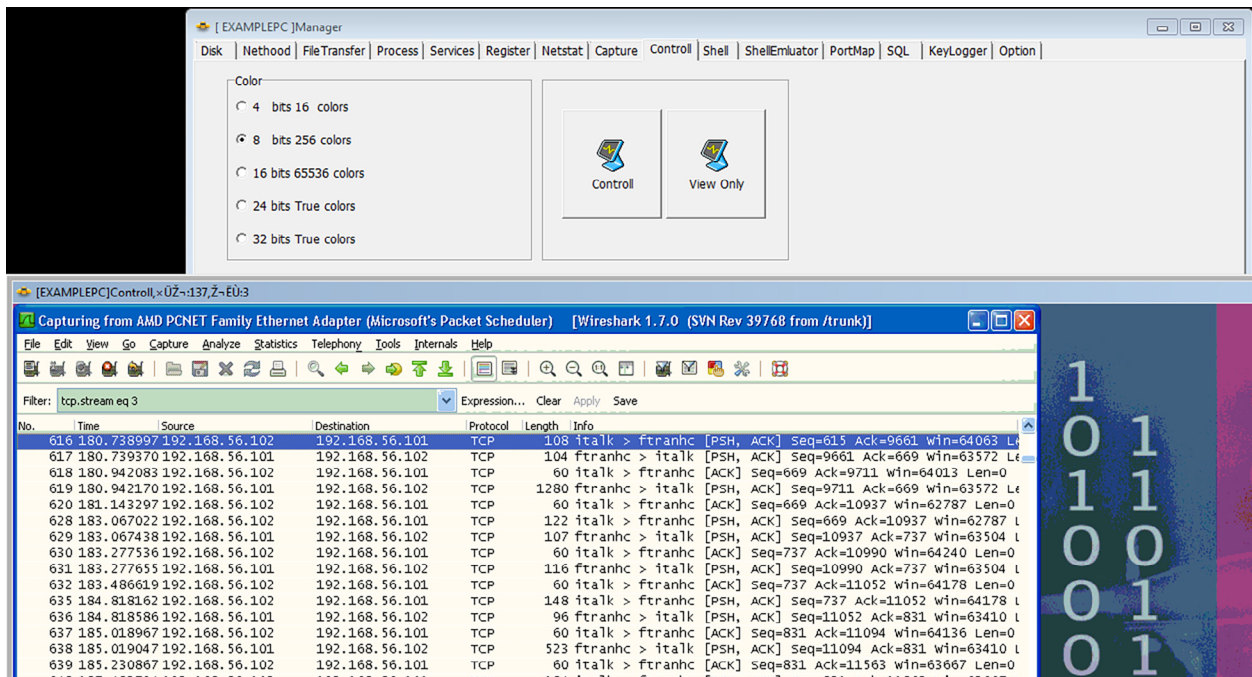 [ EXAMPLEPC ]Manager
Disk Nethood FileTransfer Process Services Register Netstat Capture Controll Shell ShellEmluator PortMap SQL KeyLogger Option
Color
4 bits 16 colors
8 bits 256 colors
16 bits 65536 colors
24 bits True colors
32 bits True colors
Controll
View Only
[EXAMPLEPC]Controll,×ÜŽ¬:137,Ž¬ËÙ:3
Capturing from AMD PCNET Family Ethernet Adapter (Microsoft's Packet Scheduler) [Wireshark 1.7.0 (SVN Rev 39768 from /trunk)]
File Edit View Go Capture Analyze Statistics Telephony Tools Internals Help
Filter: tcp.stream eq 3 Expression... Clear Apply Save
No. Time Source Destination Protocol Length Info
616 180.738997 192.168.56.102 192.168.56.101 TCP 108 italk > ftranhc [PSH, ACK] Seq=615 Ack=9661 Win=64063 Le
617 180.739370 192.168.56.101 192.168.56.102 TCP 104 ftranhc > italk [PSH, ACK] Seq=9661 Ack=669 Win=63572 Le
618 180.942083 192.168.56.102 192.168.56.101 TCP 60 italk > ftranhc [ACK] Seq=669 Ack=9711 Win=64013 Len=0
619 180.942170 192.168.56.101 192.168.56.102 TCP 1280 ftranhc > italk [PSH, ACK] Seq=9711 Ack=669 Win=63572 Le
620 181.143297 192.168.56.102 192.168.56.101 TCP 60 italk > ftranhc [ACK] Seq=669 Ack=10937 Win=62787 Len=0
628 183.067022 192.168.56.102 192.168.56.101 TCP 122 italk > ftranhc [PSH, ACK] Seq=669 Ack=10937 Win=62787 L
629 183.067438 192.168.56.101 192.168.56.102 TCP 107 ftranhc > italk [PSH, ACK] Seq=10937 Ack=737 Win=63504 L
630 183.277536 192.168.56.102 192.168.56.101 TCP 60 italk > ftranhc [ACK] Seq=737 Ack=10990 Win=64240 Len=0
631 183.277655 192.168.56.101 192.168.56.102 TCP 116 ftranhc > italk [PSH, ACK] Seq=10990 Ack=737 Win=63504 L
632 183.486619 192.168.56.102 192.168.56.101 TCP 60 italk > ftranhc [ACK] Seq=737 Ack=11052 Win=64178 Len=0
635 184.818162 192.168.56.102 192.168.56.101 TCP 148 italk > ftranhc [PSH, ACK] Seq=737 Ack=11052 Win=64178 L
636 184.818586 192.168.56.101 192.168.56.102 TCP 96 ftranhc > italk [PSH, ACK] Seq=11052 Ack=831 Win=63410 L
637 185.018967 192.168.56.102 192.168.56.101 TCP 60 italk > ftranhc [ACK] Seq=831 Ack=11094 Win=64136 Len=0
638 185.019047 192.168.56.101 192.168.56.102 TCP 523 ftranhc > italk [PSH, ACK] Seq=11094 Ack=831 Win=63410 L
639 185.230867 192.168.56.102 192.168.56.101 TCP 60 italk > ftranhc [ACK] Seq=831 Ack=11563 Win=63667 Len=0
1
0 1
1 1
0 0
0 1
0 1